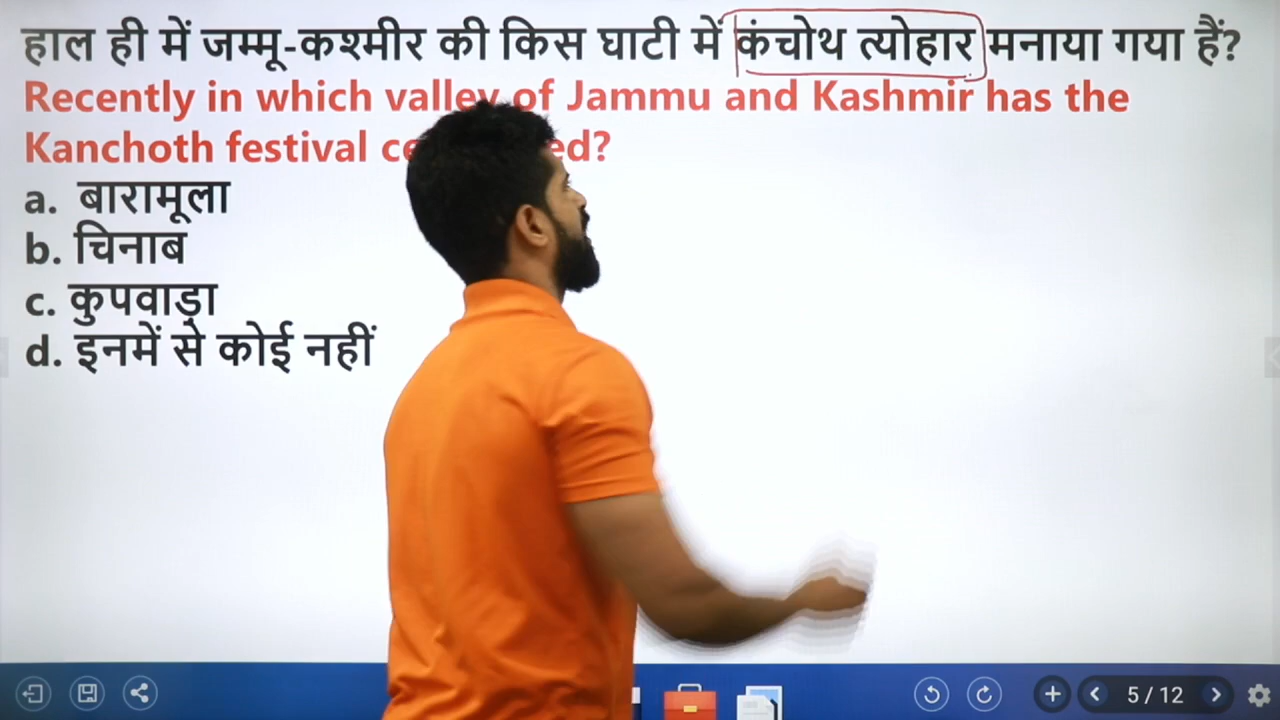 हाल ही में जम्मू-कश्मीर की किस घाटी में कंचोथ त्योहार मनाया गया हैं?
Recently in which valley of Jammu and Kashmir has the
Kanchoth festival
a. बारामूला
b. चिनाब
c. कुपवाड़ा
d. इनमें से कोई नहीं
5 / 12